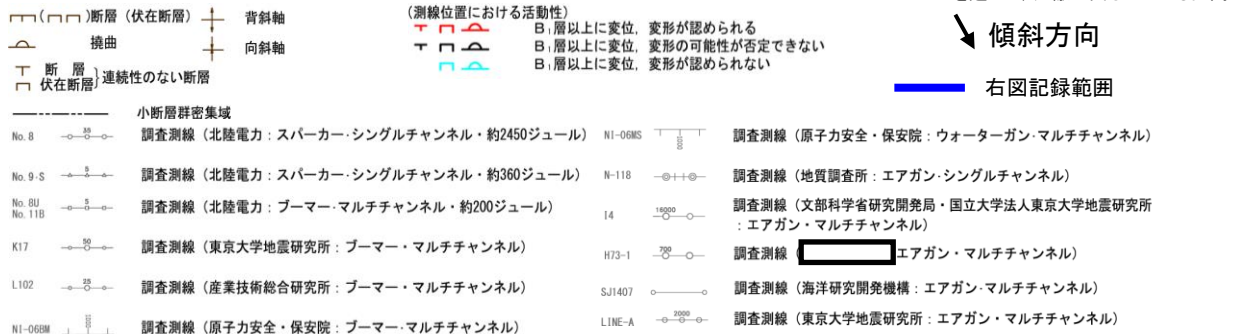 断層（伏在断層）
背斜軸
撓曲
向斜軸
断 層
伏在断層
連続性のない断層
（測線位置における活動性）
B₁層以上に変位，変形が認められる
B₁層以上に変位，変形の可能性が否定できない
B₁層以上に変位，変形が認められない
傾斜方向
右図記録範囲
小断層群密集域
No. 8 35 調査測線（北陸電力：スパーカー・シングルチャンネル・約2450ジュール）
No. 9-S 5 調査測線（北陸電力：スパーカー・シングルチャンネル・約360ジュール）
No. 8U
No. 11B
5 調査測線（北陸電力：ブーマー・マルチチャンネル・約200ジュール）
K17 50 調査測線（東京大学地震研究所：ブーマー・マルチチャンネル）
L102 25 調査測線（産業技術総合研究所：ブーマー・マルチチャンネル）
NI-06BM 調査測線（原子力安全・保安院：ブーマー・マルチチャンネル）
NI-06MS 調査測線（原子力安全・保安院：ウォーターガン・マルチチャンネル）
N-118 調査測線（地質調査所：エアガン・シングルチャンネル）
I4 16000 調査測線（文部科学省研究開発局・国立大学法人東京大学地震研究所
：エアガン・マルチチャンネル）
H73-1 700 調査測線（ エアガン・マルチチャンネル）
SJ1407 調査測線（海洋研究開発機構：エアガン・マルチチャンネル）
LINE-A 2000 調査測線（東京大学地震研究所：エアガン・マルチチャンネル）